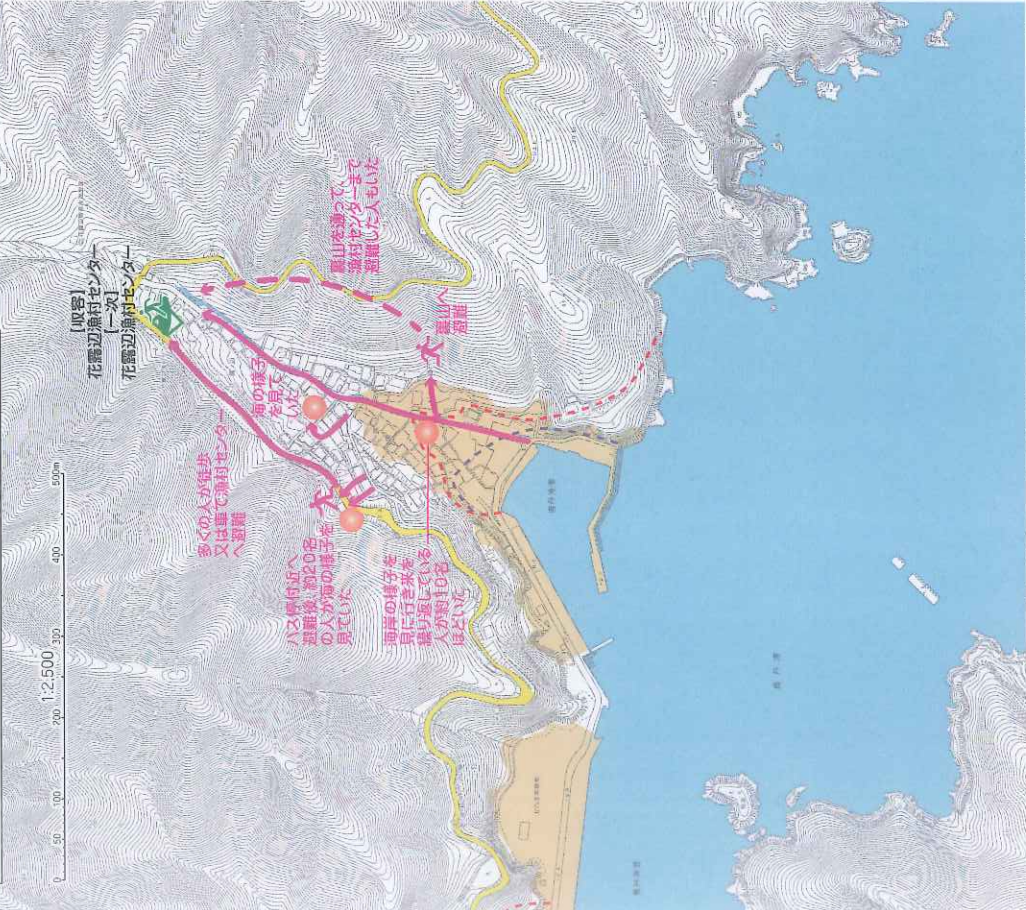 【収容】
花露辺漁村センター
【一次】
花露辺漁村センター
裏山を通って、
漁村センターまで
避難した人もいた
裏山へ
避難
海の様子
を見て
いた
多くの人が徒歩
又は車で漁村センター
へ避難
バス停付近へ
避難後、約20名
の人が海の様子を
見ていた
海岸の様子を
見に行き来を
繰り返している
人が約10名
ほどいた
1:2,500
0 50 100 200 300 400 500m